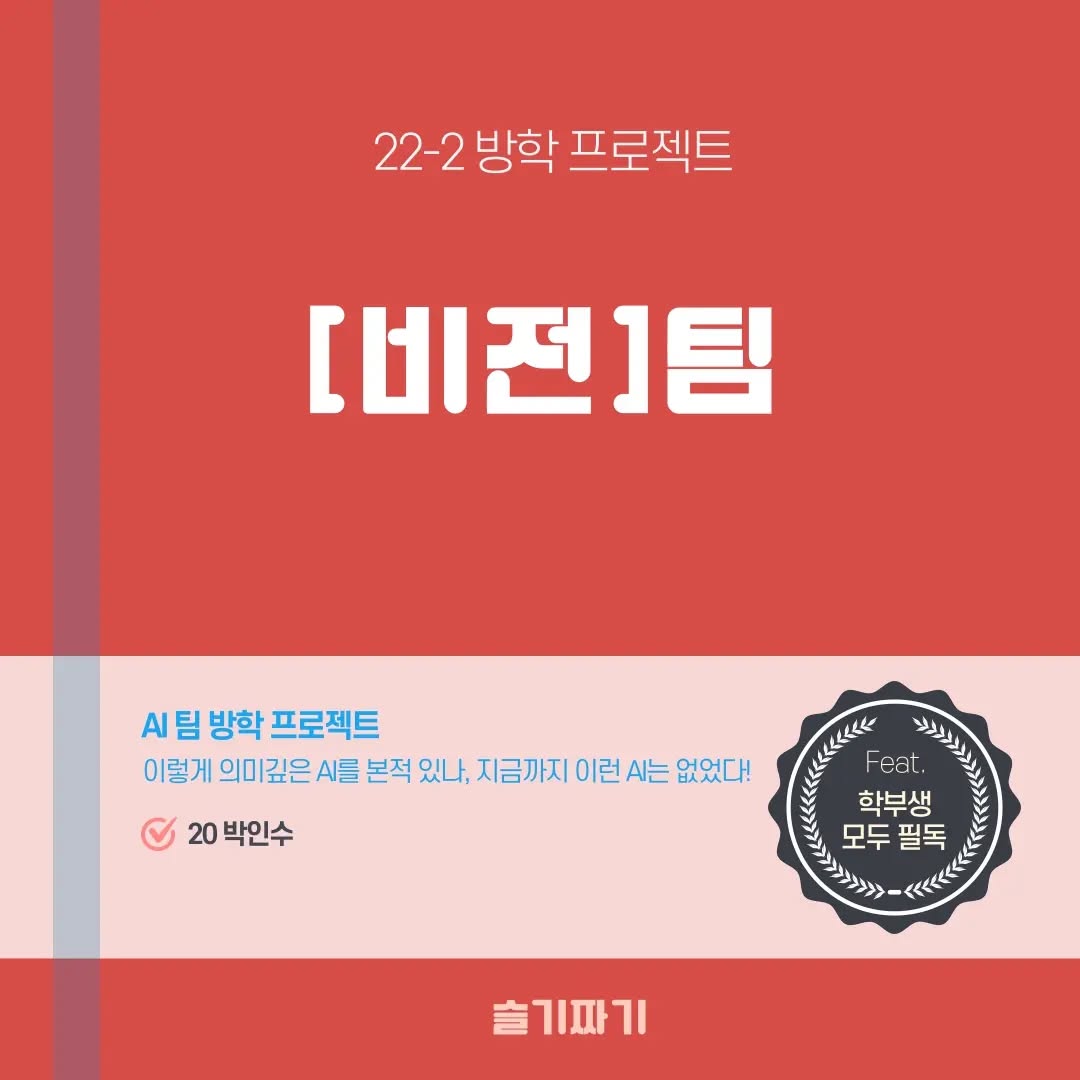 22-2 방학 프로젝트
[비전]팀
AI 팀 방학 프로젝트
이렇게 의미깊은 AI를 본적 있나, 지금까지 이런 AI는 없었다!
20 박인수
Feat.
학부생
모두 필독
슬기짜기